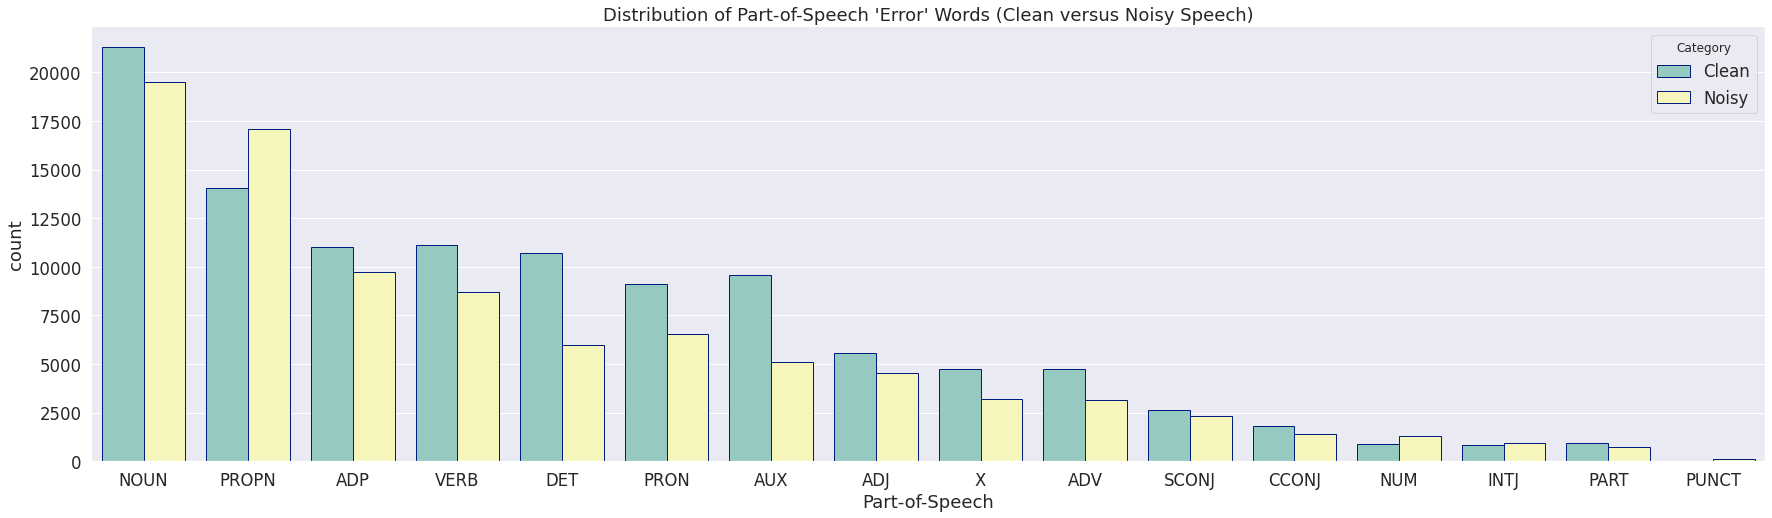 Distribution of Part-of-Speech 'Error' Words (Clean versus Noisy Speech)
Category
Clean
Noisy
count
20000
17500
15000
12500
10000
7500
5000
2500
0
NOUN PROPN ADP VERB DET PRON AUX ADJ X ADV SCONJ CCONJ NUM INTJ PART PUNCT
Part-of-Speech